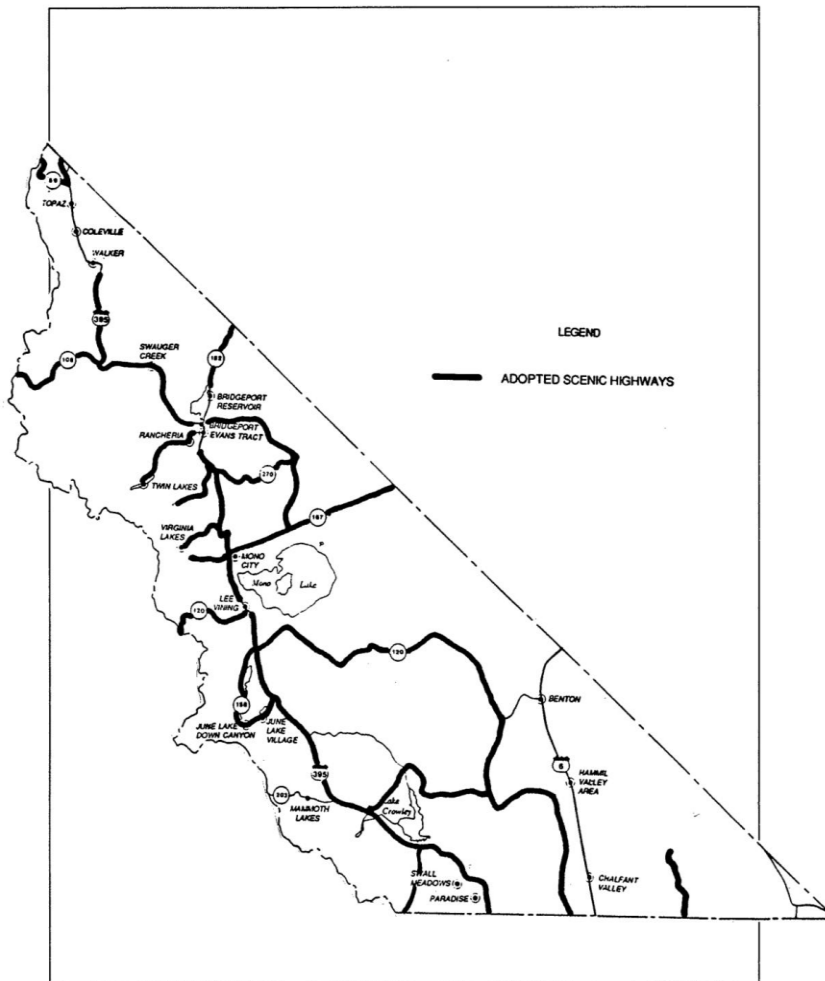 89
TOPAZ
COLEVILLE
WALKER
395
LEGEND
SWAUGER
CREEK
182
108
ADOPTED SCENIC HIGHWAYS
BRIDGEPORT
RESERVOIR
BRIDGEPORT
EVANS TRACT
RANCHERIA
270
TWIN LAKES
167
VIRGINIA
LAKES
MONO
CITY
Mono Lake
LEE
VINING
120
120
BENTON
158
JUNE LAKE
DOWN CANYON
JUNE
LAKE
VILLAGE
6
395
HAMMIL
VALLEY
AREA
203
MAMMOTH
LAKES
Lake
Crowley
SWALL
MEADOWS
CHALFANT
VALLEY
PARADISE